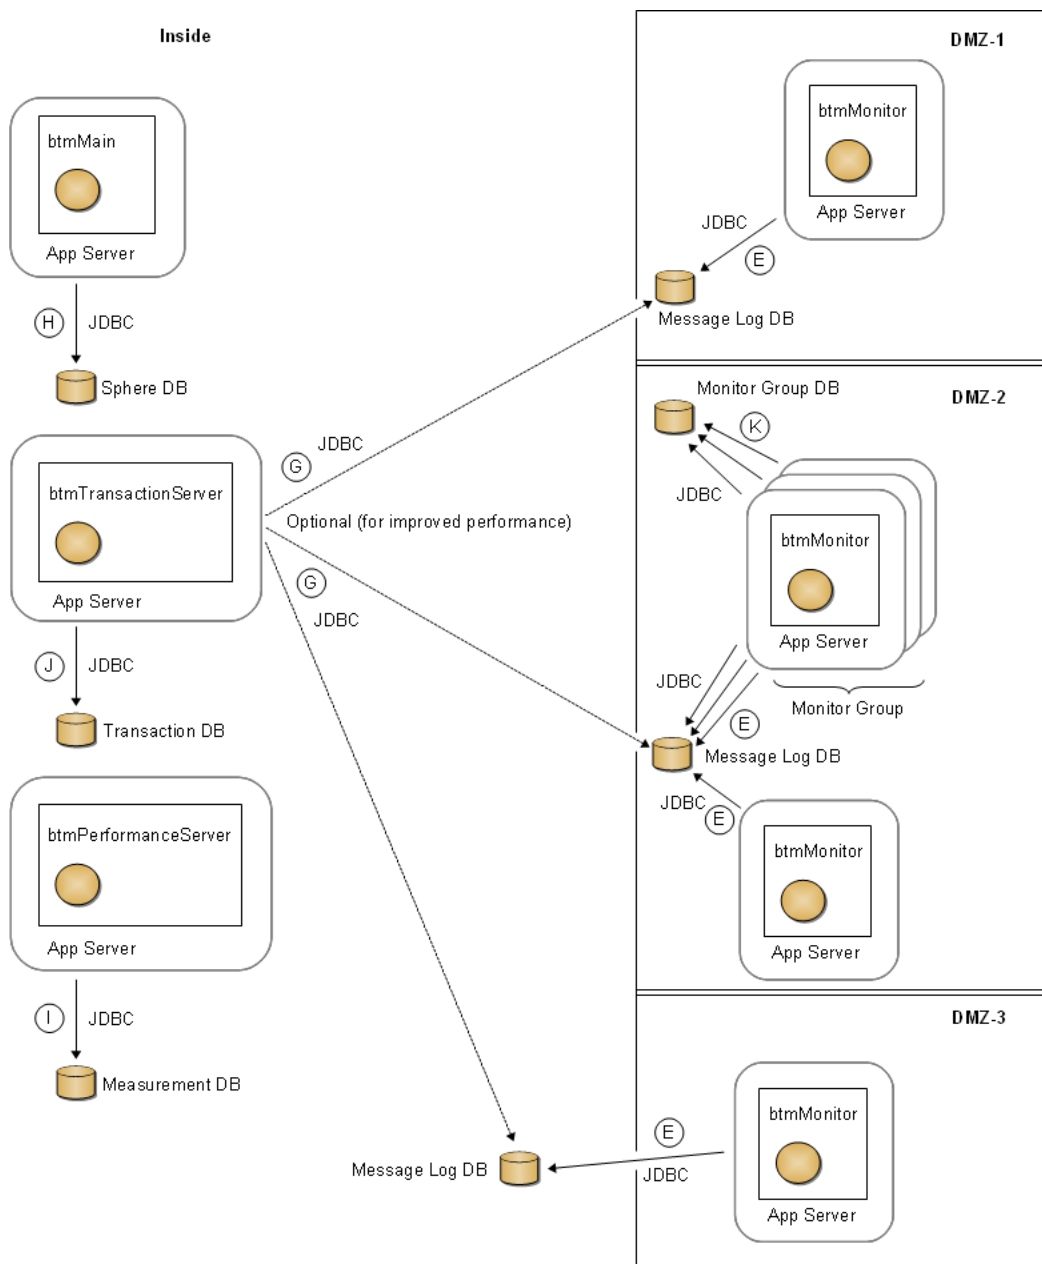 Inside
btmMain
App Server
H
JDBC
Sphere DB
btmTransactionServer
App Server
J
JDBC
Transaction DB
btmPerformanceServer
App Server
I
JDBC
Measurement DB
JDBC
G
Optional (for improved performance)
G
JDBC
DMZ-1
btmMonitor
App Server
JDBC
E
Message Log DB
DMZ-2
Monitor Group DB
K
JDBC
btmMonitor
App Server
Monitor Group
JDBC
E
Message Log DB
JDBC
E
btmMonitor
App Server
DMZ-3
btmMonitor
App Server
E
JDBC
Message Log DB